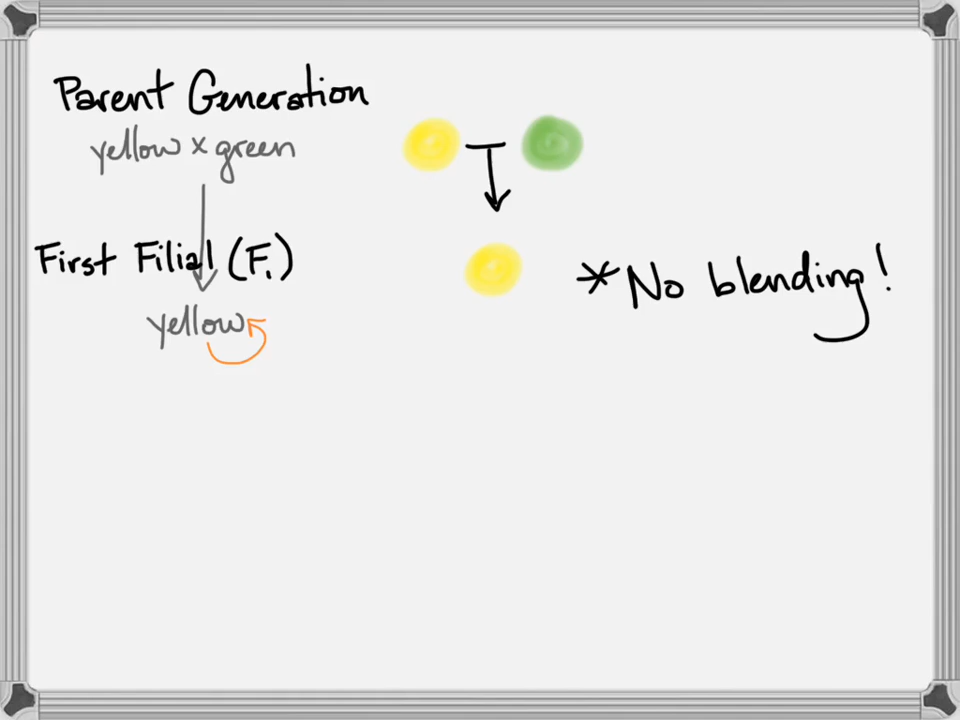 Parent Generation
yellow x green
First Filial (F₁)
yellow
*No blending!